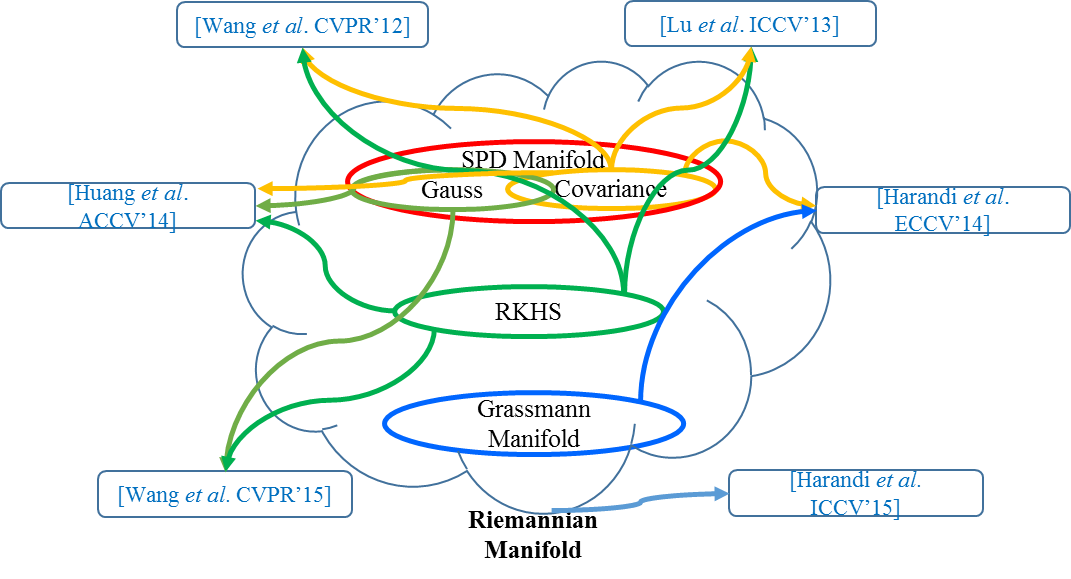 [Wang et al. CVPR’12]
[Lu et al. ICCV’13]
SPD Manifold
Gauss
Covariance
[Huang et al.
ACCV’14]
[Harandi et al.
ECCV’14]
RKHS
Grassmann
Manifold
[Wang et al. CVPR’15]
[Harandi et al.
ICCV’15]
Riemannian
Manifold